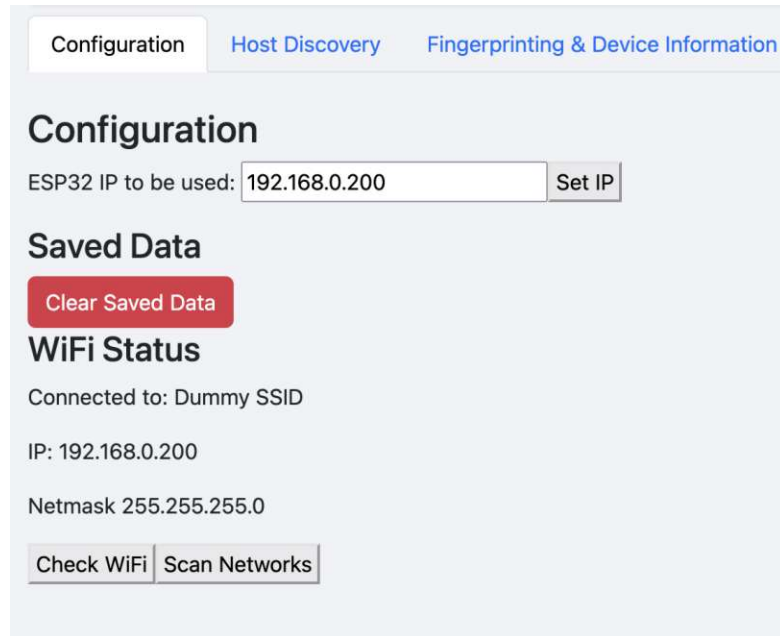 Configuration Host Discovery Fingerprinting & Device Information
Configuration
ESP32 IP to be used: 192.168.0.200 Set IP
Saved Data
Clear Saved Data
WiFi Status
Connected to: Dummy SSID
IP: 192.168.0.200
Netmask 255.255.255.0
Check WiFi Scan Networks